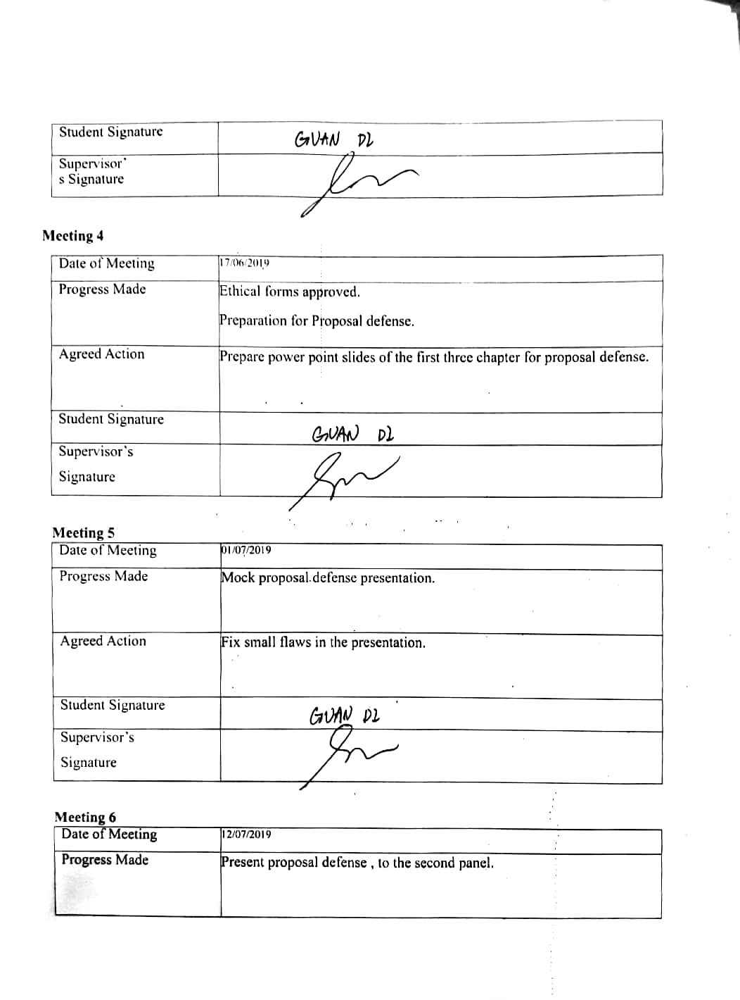 Student Signature
GUAN DL
Supervisor'
s Signature
Meeting 4
Date of Meeting
17/06/2019
Progress Made
Ethical forms approved.
Preparation for Proposal defense.
Agreed Action
Prepare power point slides of the first three chapter for proposal defense.
Student Signature
GUAN DL
Supervisor's
Signature
Meeting 5
Date of Meeting
01/07/2019
Progress Made
Mock proposal defense presentation.
Agreed Action
Fix small flaws in the presentation.
Student Signature
GUAN DL
Supervisor's
Signature
Meeting 6
Date of Meeting
12/07/2019
Progress Made
Present proposal defense , to the second panel.